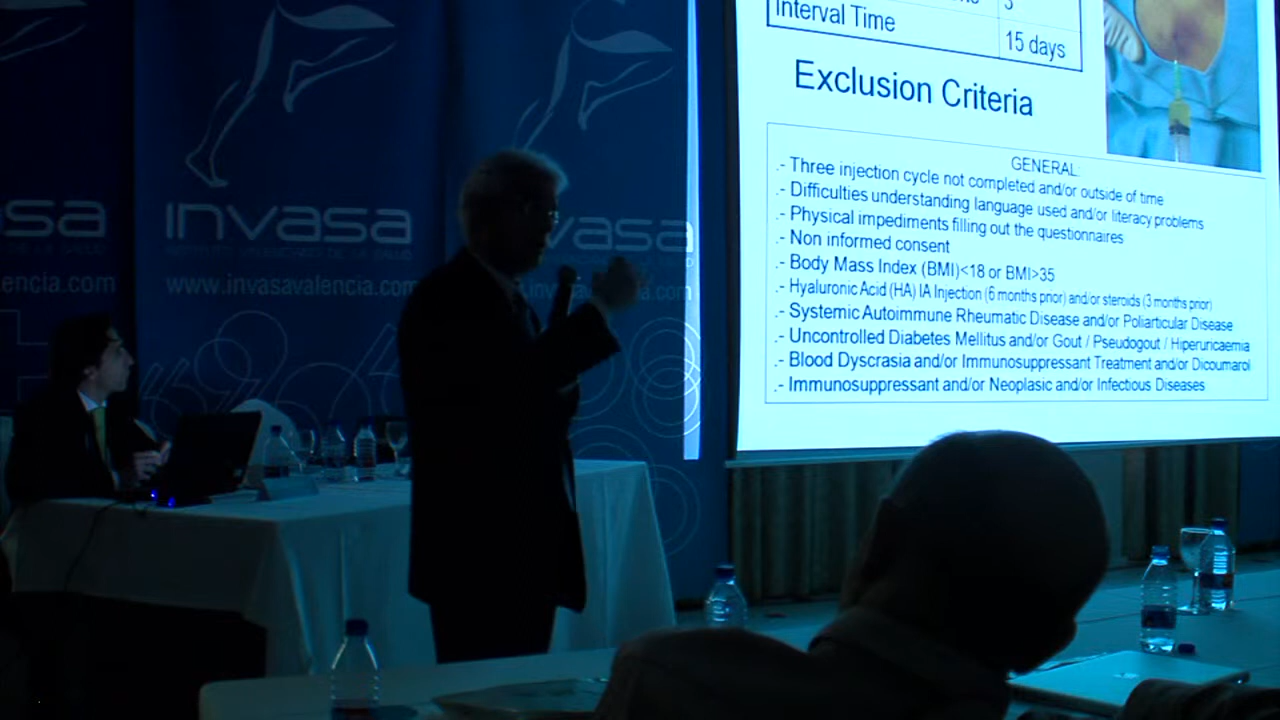 3
Interval Time
15 days
Exclusion Criteria
GENERAL:
.- Three injection cycle not completed and/or outside of time
.- Difficulties understanding language used and/or literacy problems
.- Physical impediments filling out the questionnaires
.- Non informed consent
.- Body Mass Index (BMI)<18 or BMI>35
.- Hyaluronic Acid (HA) IA Injection (6 months prior) and/or steroids (3 months prior)
.- Systemic Autoimmune Rheumatic Disease and/or Poliarticular Disease
.- Uncontrolled Diabetes Mellitus and/or Gout / Pseudogout / Hiperuricaemia
.- Blood Dyscrasia and/or Immunosuppressant Treatment and/or Dicoumarol
.- Immunosuppressant and/or Neoplasic and/or Infectious Diseases
sa
encia.com
invasa
www.invasavalencia.com
vasa
www.invasavalencia.com